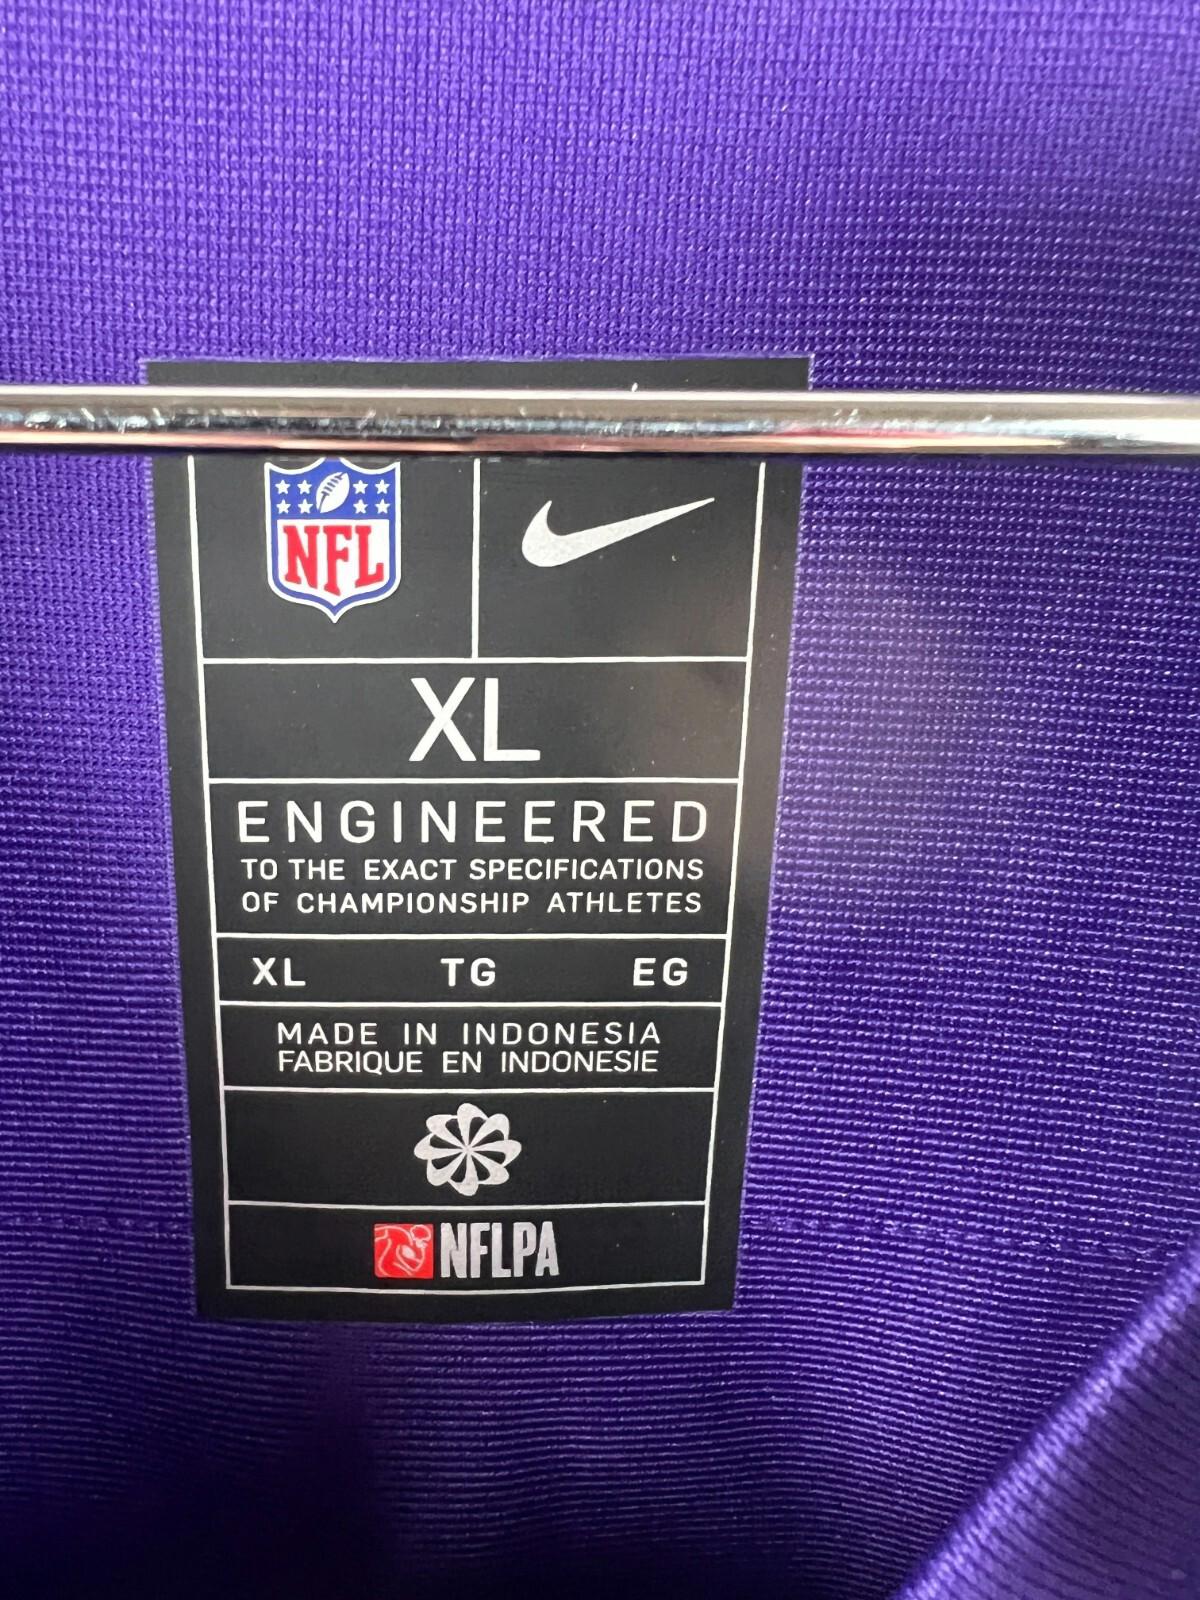 NFL
XL
ENGINEERED
TO THE EXACT SPECIFICATIONS
OF CHAMPIONSHIP ATHLETES
XL TG EG
MADE IN INDONESIA
FABRIQUE EN INDONESIE
NFLPA